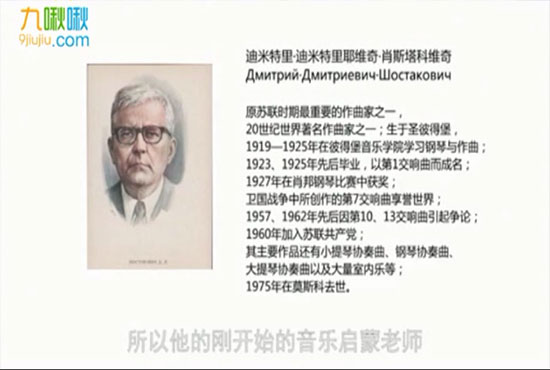 九啾啾
9jiujiu.com
迪米特里·迪米特里耶维奇·肖斯塔科维奇
Дмитрий·Дмитриевич·Шостакович
原苏联时期最重要的作曲家之一，
20世纪世界著名作曲家之一；生于圣彼得堡，
1919—1925年在彼得堡音乐学院学习钢琴与作曲；
1923、1925年先后毕业，以第1交响曲而成名；
1927年在肖邦钢琴比赛中获奖；
卫国战争中所创作的第7交响曲享誉世界；
1957、1962年先后因第10、13交响曲引起争论；
1960年加入苏联共产党；
其主要作品还有小提琴协奏曲、钢琴协奏曲、
大提琴协奏曲以及大量室内乐等；
1975年在莫斯科去世。
所以他的刚开始的音乐启蒙老师